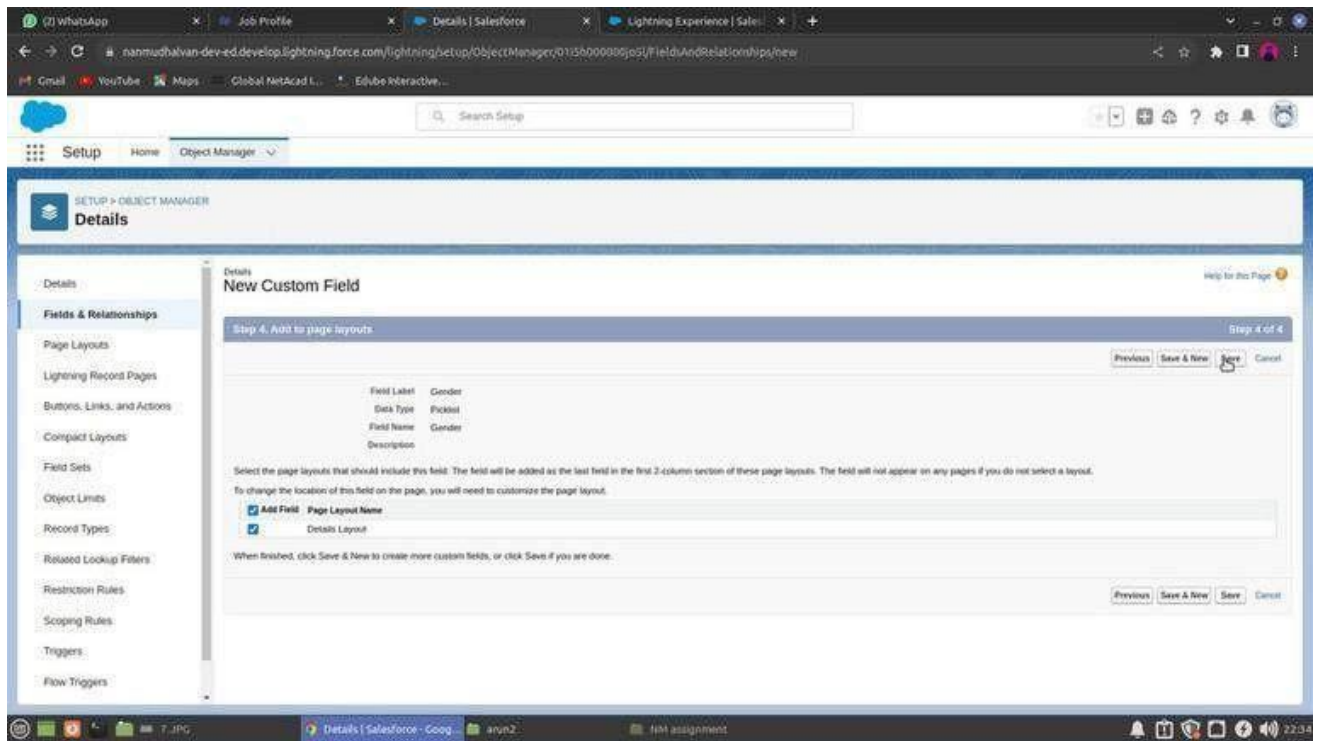 (2) WhatsApp
Job Profile
Details | Salesforce
Lightning Experience | Sales
nanmudhalvan-dev-ed.develop.lightning.force.com/lightning/setup/ObjectManager/
/FieldsAndRelationships/new
Gmail
YouTube
Maps
Global NetAcad I...
Edube Interactive...
Search Setup
Setup
Home
Object Manager
SETUP > OBJECT MANAGER
Details
Details
Fields & Relationships
Page Layouts
Lightning Record Pages
Buttons, Links, and Actions
Compact Layouts
Field Sets
Object Limits
Record Types
Related Lookup Filters
Restriction Rules
Scoping Rules
Triggers
Flow Triggers
Details
New Custom Field
Help for this Page
Step 4. Add to page layouts
Step 4 of 4
Previous Save & New Save Cancel
Field Label Gender
Data Type Picklist
Field Name Gender
Description
Select the page layouts that should include this field. The field will be added as the last field in the first 2-column section of these page layouts. The field will not appear on any pages if you do not select a layout.
To change the location of this field on the page, you will need to customize the page layout.
Add Field Page Layout Name
Details Layout
When finished, click Save & New to create more custom fields, or click Save if you are done.
Previous Save & New Save Cancel
7.JPG
Details | Salesforce - Goog...
arun2
NM assignment
22:34